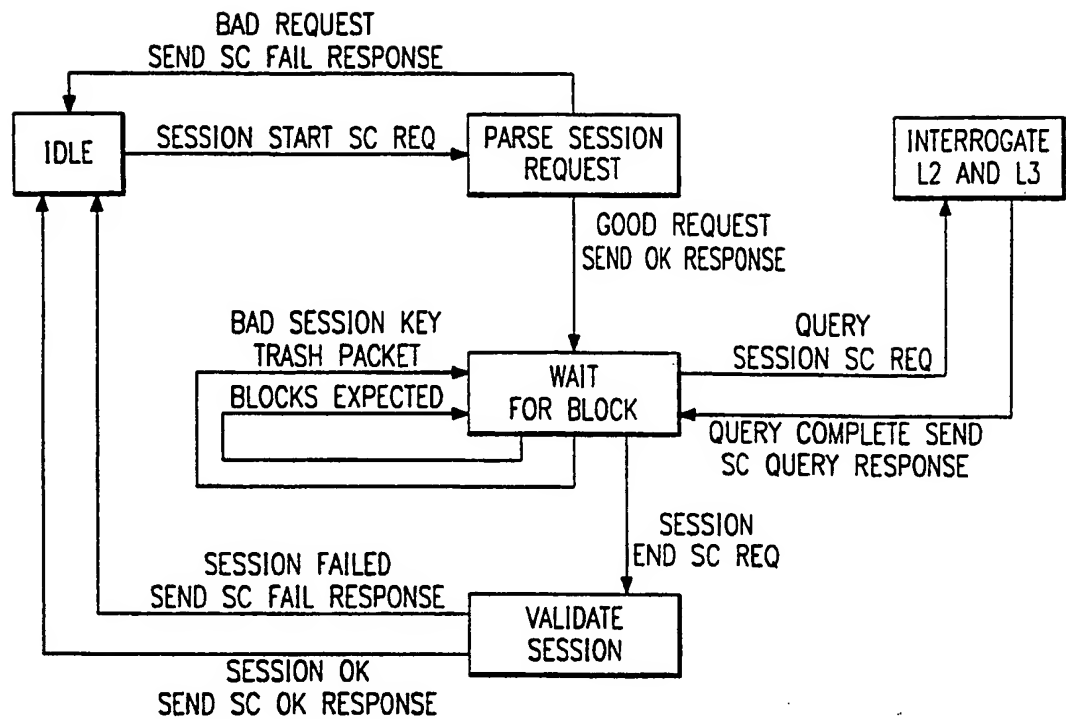 BAD REQUEST
SEND SC FAIL RESPONSE
IDLE
SESSION START SC REQ
PARSE SESSION
REQUEST
INTERROGATE
L2 AND L3
GOOD REQUEST
SEND OK RESPONSE
BAD SESSION KEY
TRASH PACKET
BLOCKS EXPECTED
WAIT
FOR BLOCK
QUERY
SESSION SC REQ
QUERY COMPLETE SEND
SC QUERY RESPONSE
SESSION
END SC REQ
SESSION FAILED
SEND SC FAIL RESPONSE
VALIDATE
SESSION
SESSION OK
SEND SC OK RESPONSE